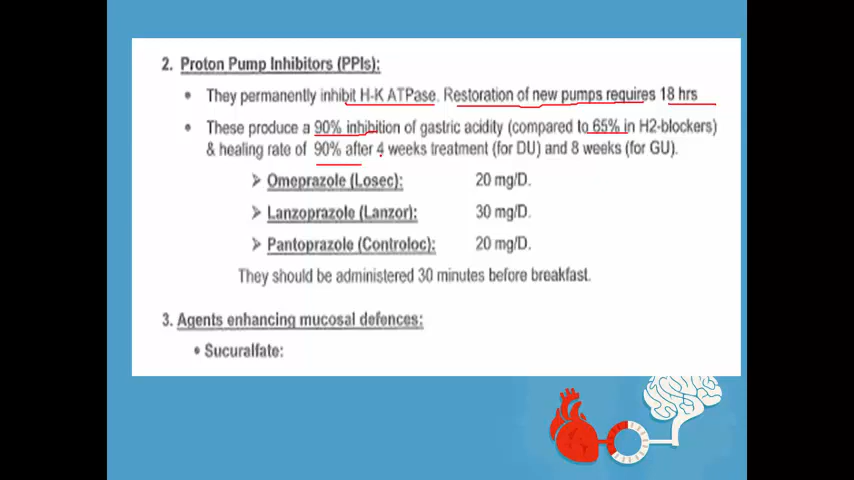 2. Proton Pump Inhibitors (PPIs):
• They permanently inhibit H-K ATPase. Restoration of new pumps requires 18 hrs
• These produce a 90% inhibition of gastric acidity (compared to 65% in H2-blockers)
& healing rate of 90% after 4 weeks treatment (for DU) and 8 weeks (for GU).
➢ Omeprazole (Losec): 20 mg/D.
➢ Lanzoprazole (Lanzor): 30 mg/D.
➢ Pantoprazole (Controloc): 20 mg/D.
They should be administered 30 minutes before breakfast.
3. Agents enhancing mucosal defences:
• Sucuralfate: